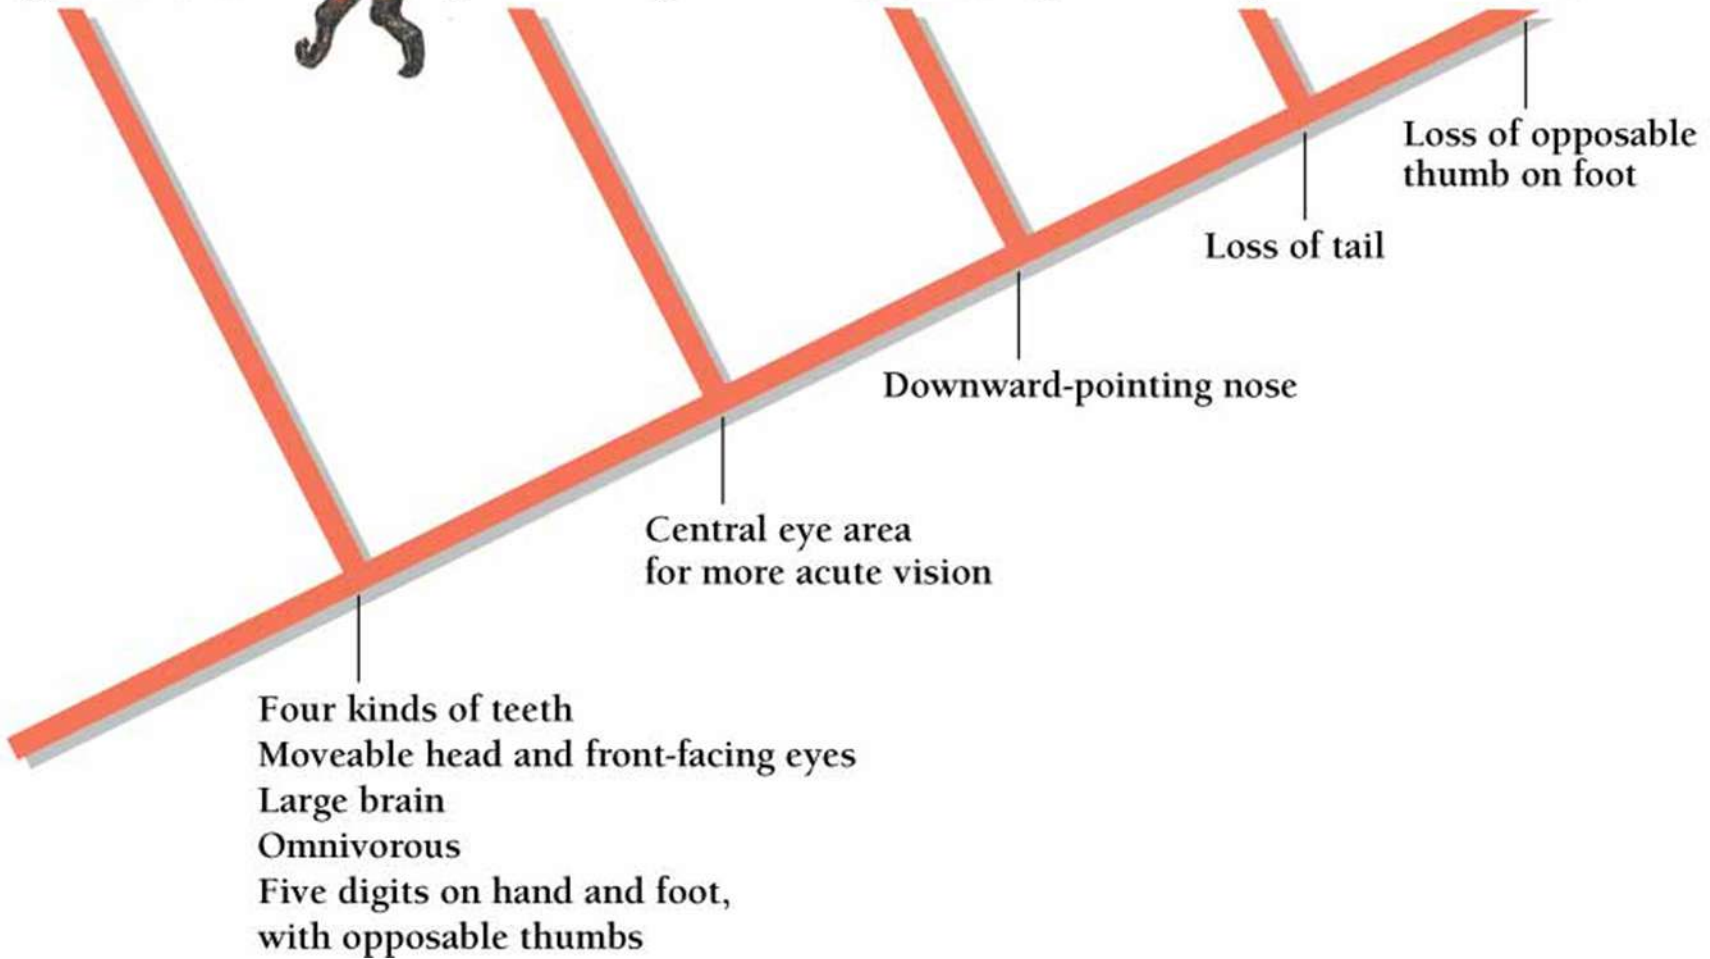 Loss of opposable
thumb on foot
Loss of tail
Downward-pointing nose
Central eye area
for more acute vision
Four kinds of teeth
Moveable head and front-facing eyes
Large brain
Omnivorous
Five digits on hand and foot,
with opposable thumbs